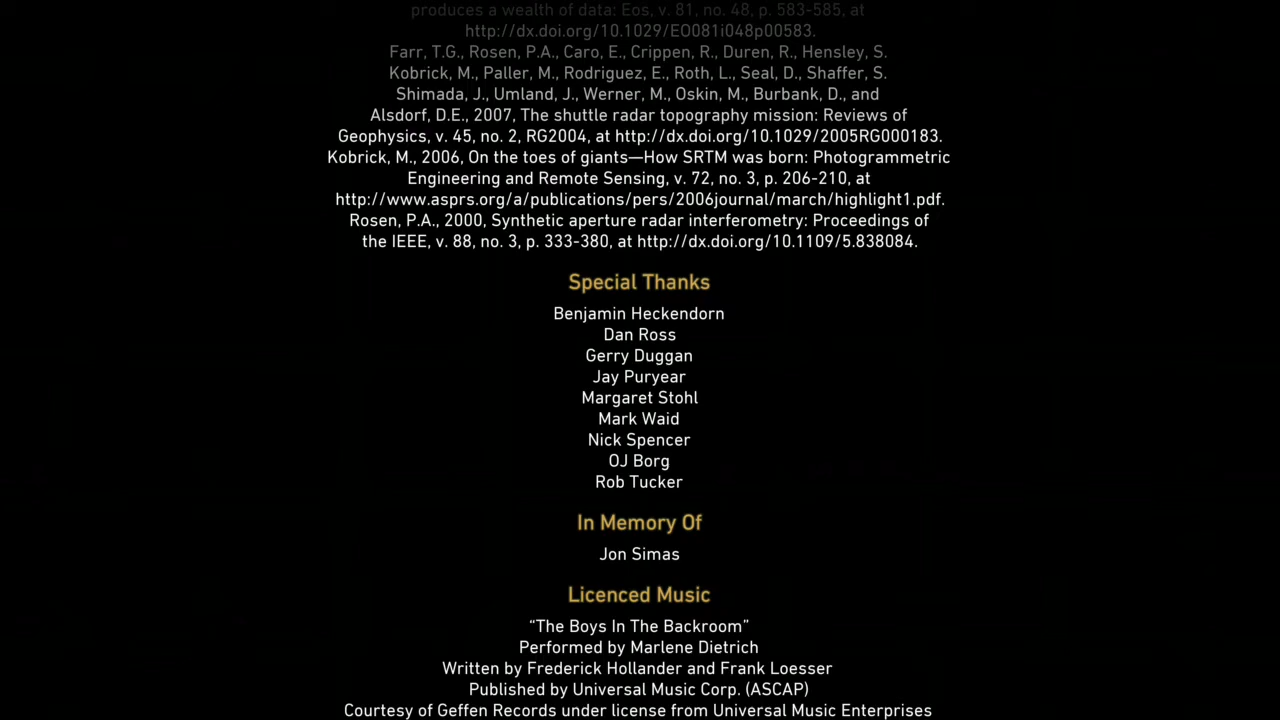 produces a wealth of data: Eos, v. 81, no. 48, p. 583-585, at
http://dx.doi.org/10.1029/EO081i048p00583.
Farr, T.G., Rosen, P.A., Caro, E., Crippen, R., Duren, R., Hensley, S.
Kobrick, M., Paller, M., Rodriguez, E., Roth, L., Seal, D., Shaffer, S.
Shimada, J., Umland, J., Werner, M., Oskin, M., Burbank, D., and
Alsdorf, D.E., 2007, The shuttle radar topography mission: Reviews of
Geophysics, v. 45, no. 2, RG2004, at http://dx.doi.org/10.1029/2005RG000183.
Kobrick, M., 2006, On the toes of giants—How SRTM was born: Photogrammetric
Engineering and Remote Sensing, v. 72, no. 3, p. 206-210, at
http://www.asprs.org/a/publications/pers/2006journal/march/highlight1.pdf.
Rosen, P.A., 2000, Synthetic aperture radar interferometry: Proceedings of
the IEEE, v. 88, no. 3, p. 333-380, at http://dx.doi.org/10.1109/5.838084.
Special Thanks
Benjamin Heckendorn
Dan Ross
Gerry Duggan
Jay Puryear
Margaret Stohl
Mark Waid
Nick Spencer
OJ Borg
Rob Tucker
In Memory Of
Jon Simas
Licenced Music
“The Boys In The Backroom”
Performed by Marlene Dietrich
Written by Frederick Hollander and Frank Loesser
Published by Universal Music Corp. (ASCAP)
Courtesy of Geffen Records under license from Universal Music Enterprises